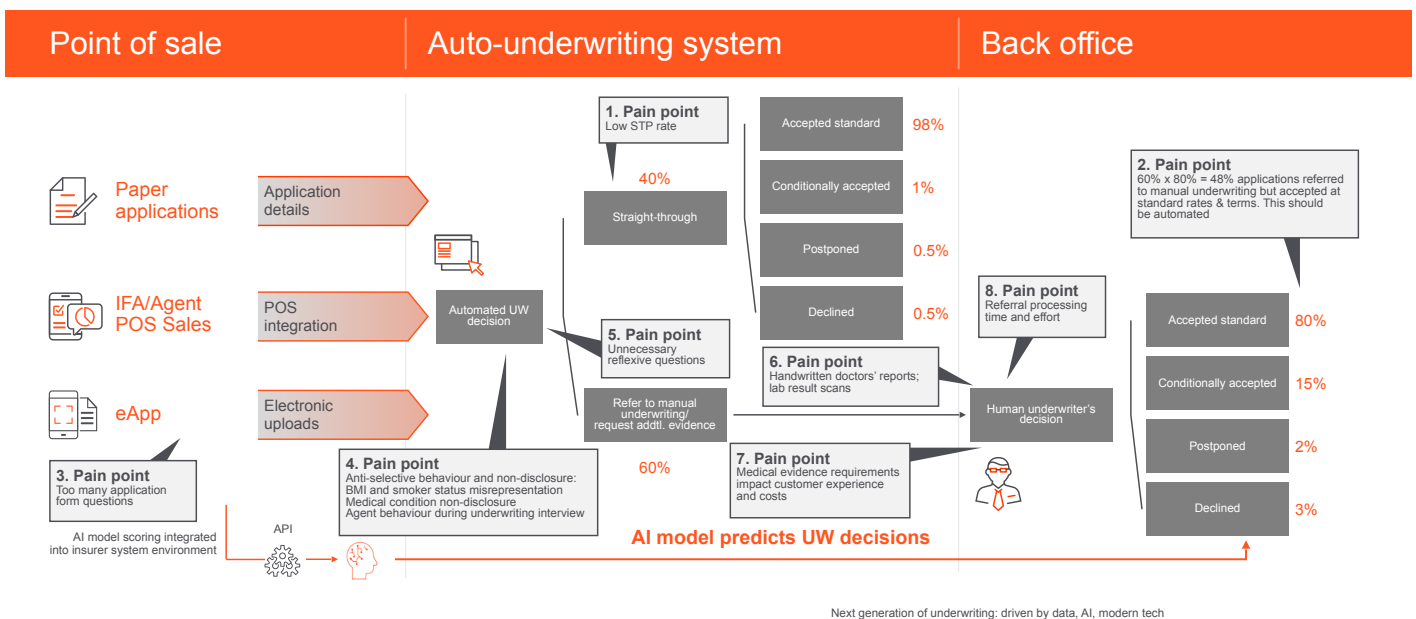 Point of sale
Auto-underwriting system
Back office
1. Pain point
Low STP rate
Accepted standard
98%
2. Pain point
60% x 80% = 48% applications referred
to manual underwriting but accepted at
standard rates & terms. This should
be automated
Paper
applications
Application
details
40%
Straight-through
Conditionally accepted
1%
Postponed
0.5%
IFA/Agent
POS Sales
POS
integration
Automated UW
decision
5. Pain point
Unnecessary
reflexive questions
Declined
0.5%
8. Pain point
Referral processing
time and effort
Accepted standard
80%
6. Pain point
Handwritten doctors' reports;
lab result scans
eApp
Electronic
uploads
Refer to manual
underwriting/
request addtl. evidence
60%
Human underwriter's
decision
Conditionally accepted
15%
Postponed
2%
Declined
3%
3. Pain point
Too many application
form questions
4. Pain point
Anti-selective behaviour and non-disclosure:
BMI and smoker status misrepresentation
Medical condition non-disclosure
Agent behaviour during underwriting interview
7. Pain point
Medical evidence requirements
impact customer experience
and costs
AI model scoring integrated
into insurer system environment
API
AI model predicts UW decisions
Next generation of underwriting: driven by data, AI, modern tech